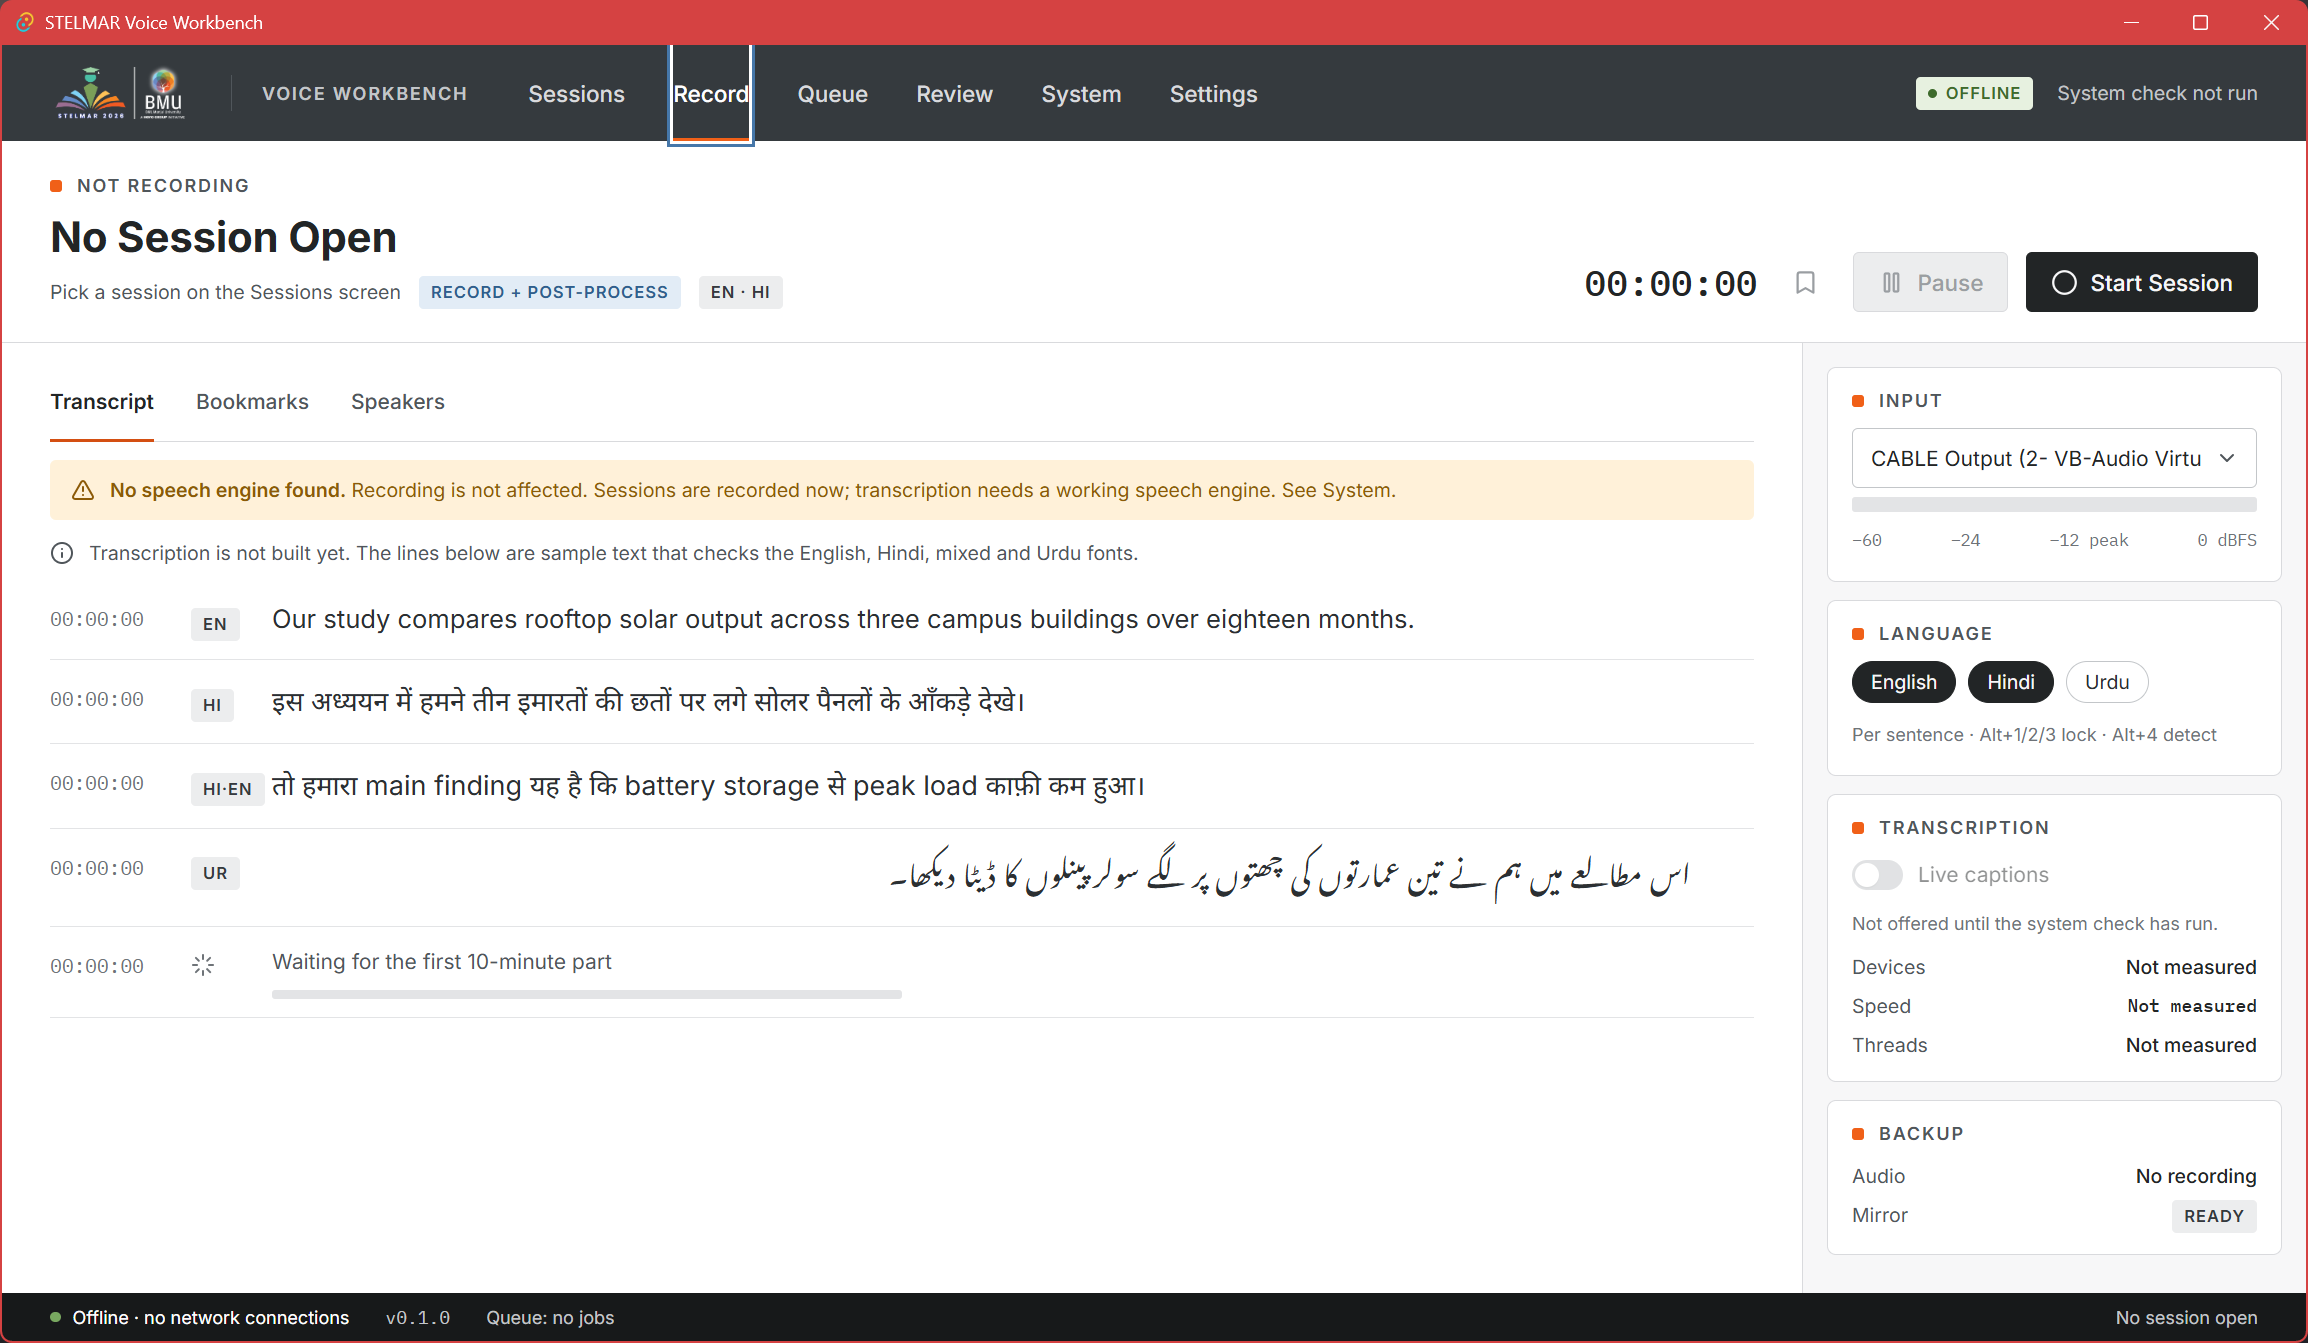 STELMAR Voice Workbench
STELMAR 2026
BMU
VOICE WORKBENCH
Sessions
Record
Queue
Review
System
Settings
OFFLINE
System check not run
NOT RECORDING
No Session Open
Pick a session on the Sessions screen
RECORD + POST-PROCESS
EN · HI
00:00:00
Pause
Start Session
Transcript
Bookmarks
Speakers
No speech engine found. Recording is not affected. Sessions are recorded now; transcription needs a working speech engine. See System.
Transcription is not built yet. The lines below are sample text that checks the English, Hindi, mixed and Urdu fonts.
00:00:00 EN Our study compares rooftop solar output across three campus buildings over eighteen months.
00:00:00 HI इस अध्ययन में हमने तीन इमारतों की छतों पर लगे सोलर पैनलों के आँकड़े देखे।
00:00:00 HI·EN तो हमारा main finding यह है कि battery storage से peak load काफ़ी कम हुआ।
00:00:00 UR اس مطالعے میں ہم نے تین عمارتوں کی چھتوں پر لگے سولر پینلوں کا ڈیٹا دیکھا۔
00:00:00 Waiting for the first 10-minute part
INPUT
CABLE Output (2- VB-Audio Virtu
−60 −24 −12 peak 0 dBFS
LANGUAGE
English Hindi Urdu
Per sentence · Alt+1/2/3 lock · Alt+4 detect
TRANSCRIPTION
Live captions
Not offered until the system check has run.
Devices Not measured
Speed Not measured
Threads Not measured
BACKUP
Audio No recording
Mirror READY
Offline · no network connections
v0.1.0
Queue: no jobs
No session open